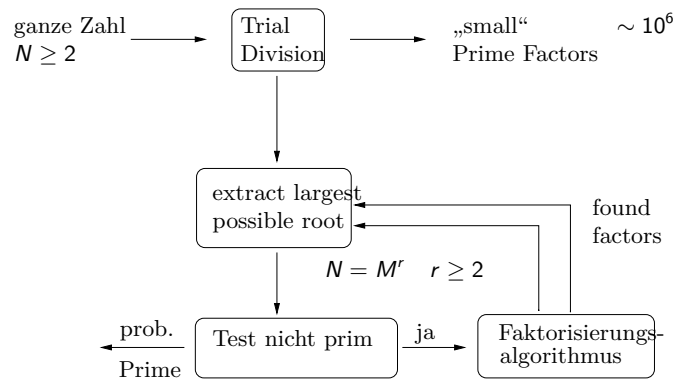 ganze Zahl
N ≥ 2
Trial
Division
„small“ ∼ 10⁶
Prime Factors
extract largest
possible root
found
factors
N = Mʳ r ≥ 2
prob.
Prime
Test nicht prim
ja
Faktorisierungs-
algorithmus